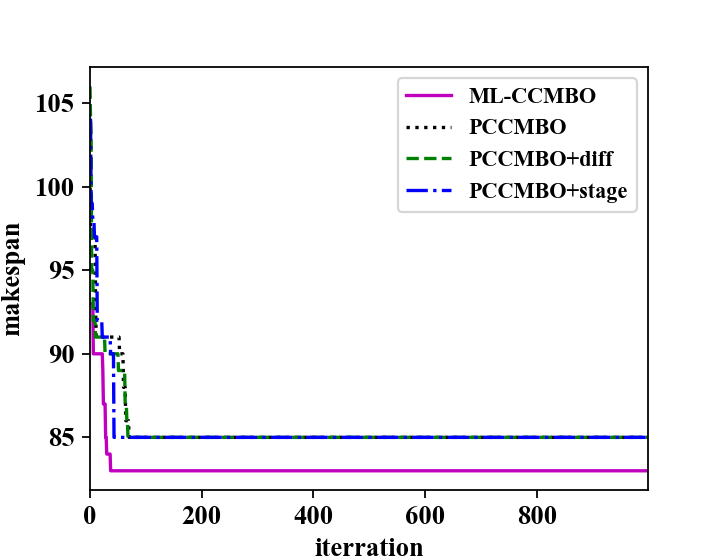 ML-CCMBO
PCCMBO
PCCMBO+diff
PCCMBO+stage
makespan
105
100
95
90
85
0 200 400 600 800
iterration